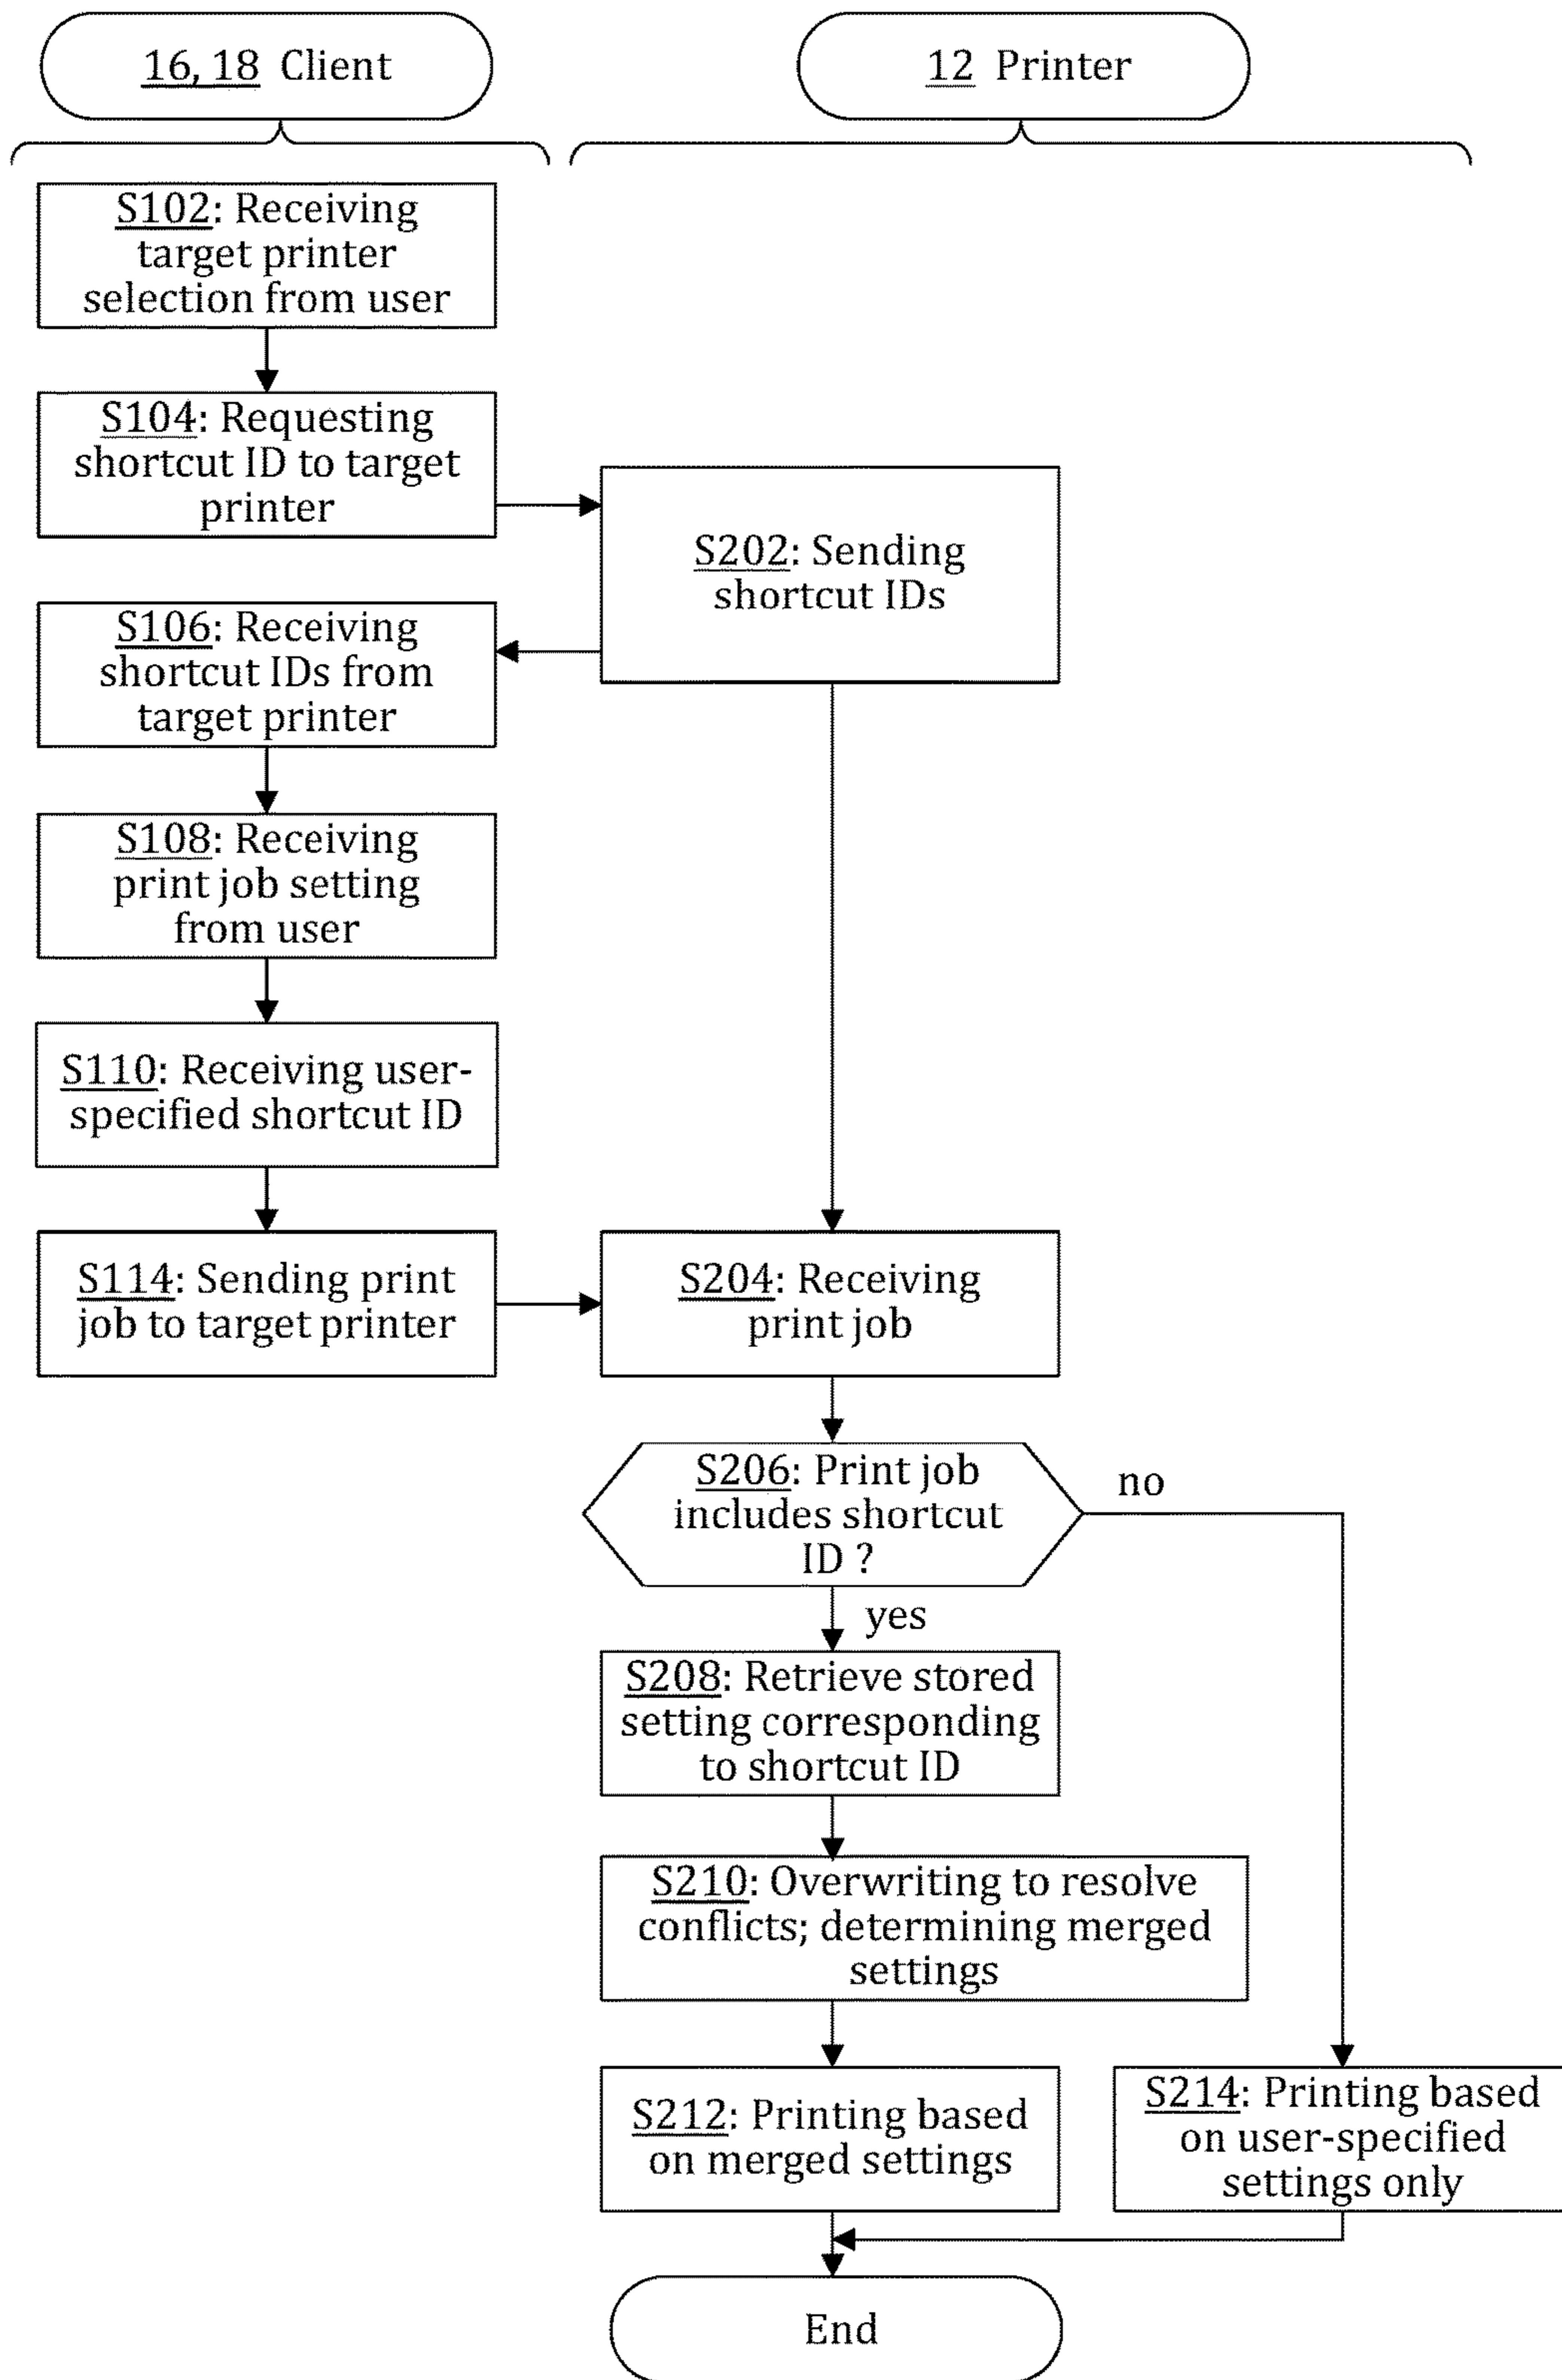 16, 18 Client
12 Printer
S102: Receiving
target printer
selection from user
S104: Requesting
shortcut ID to target
printer
S202: Sending
shortcut IDs
S106: Receiving
shortcut IDs from
target printer
S108: Receiving
print job setting
from user
S110: Receiving user-
specified shortcut ID
S114: Sending print
job to target printer
S204: Receiving
print job
S206: Print job
includes shortcut
ID ?
no
yes
S208: Retrieve stored
setting corresponding
to shortcut ID
S210: Overwriting to resolve
conflicts; determining merged
settings
S212: Printing based
on merged settings
S214: Printing based
on user-specified
settings only
End